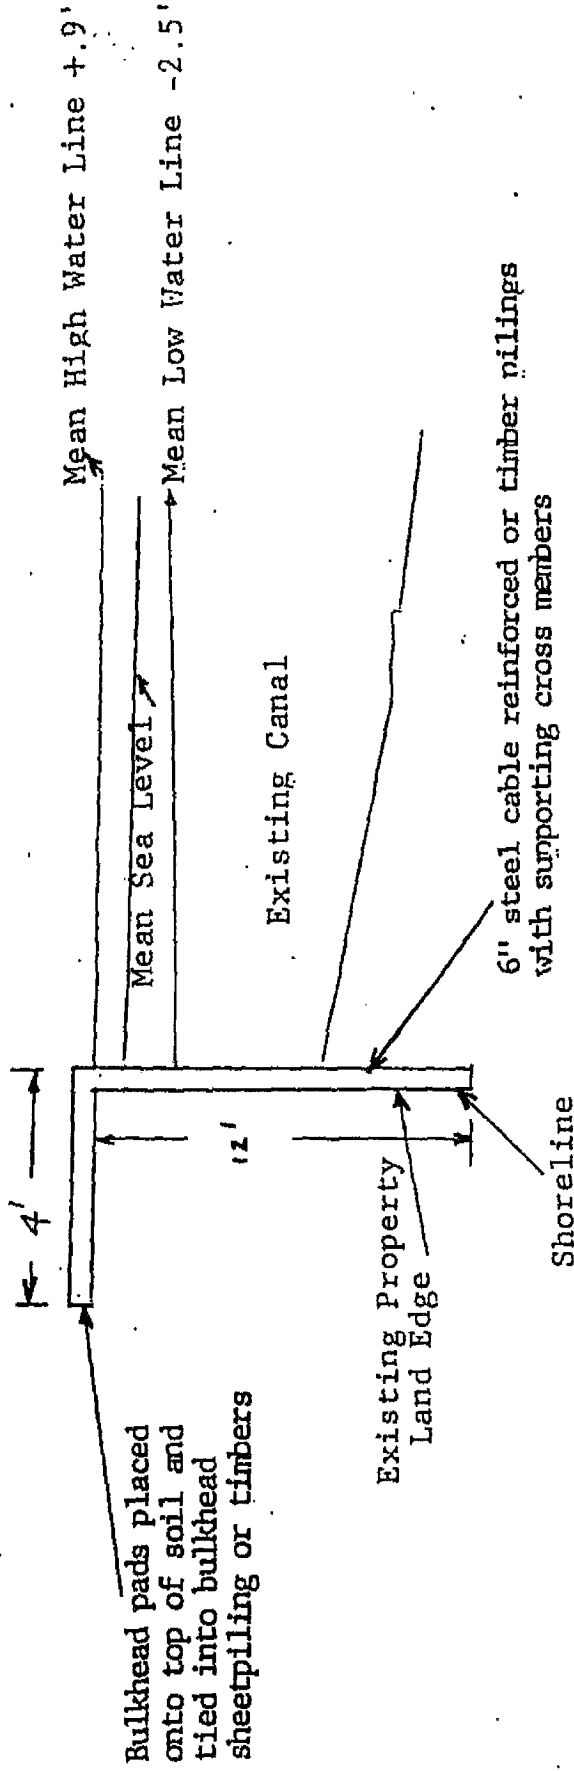 Mean High Water Line +.9'
Mean Sea Level
Mean Low Water Line -2.5'
4'
12'
Existing Canal
Bulkhead pads placed
onto top of soil and
tied into bulkhead
sheetpiling or timbers
Existing Property
Land Edge
6" steel cable reinforced or timber pilings
with supporting cross members
Shoreline